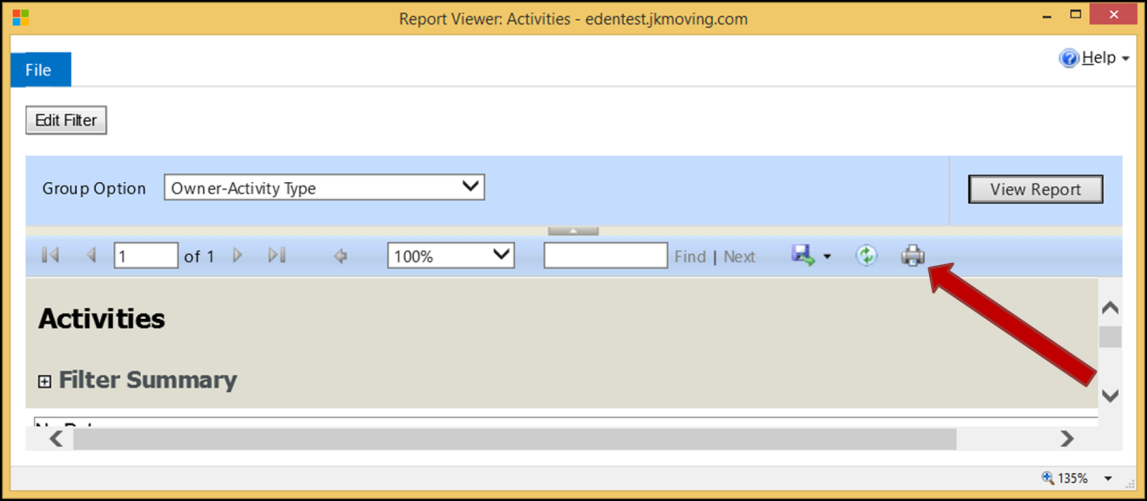 Report Viewer: Activities - edentest.jkmoving.com
File
Help
Edit Filter
Group Option Owner-Activity Type View Report
1 of 1 100% Find | Next
Activities
Filter Summary
135%